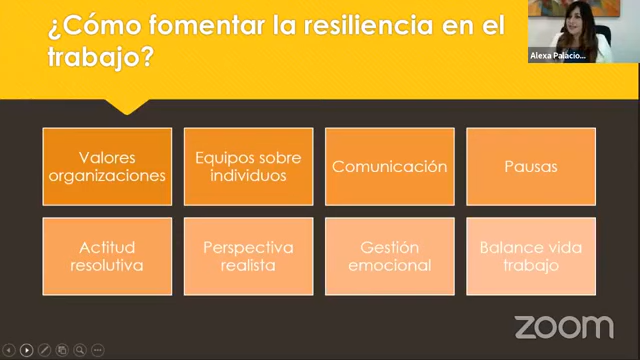 ¿Cómo fomentar la resiliencia en el
trabajo?
Alexa Palacio...
Valores
organizaciones
Equipos sobre
individuos
Comunicación
Pausas
Actitud
resolutiva
Perspectiva
realista
Gestión
emocional
Balance vida
trabajo
zoom